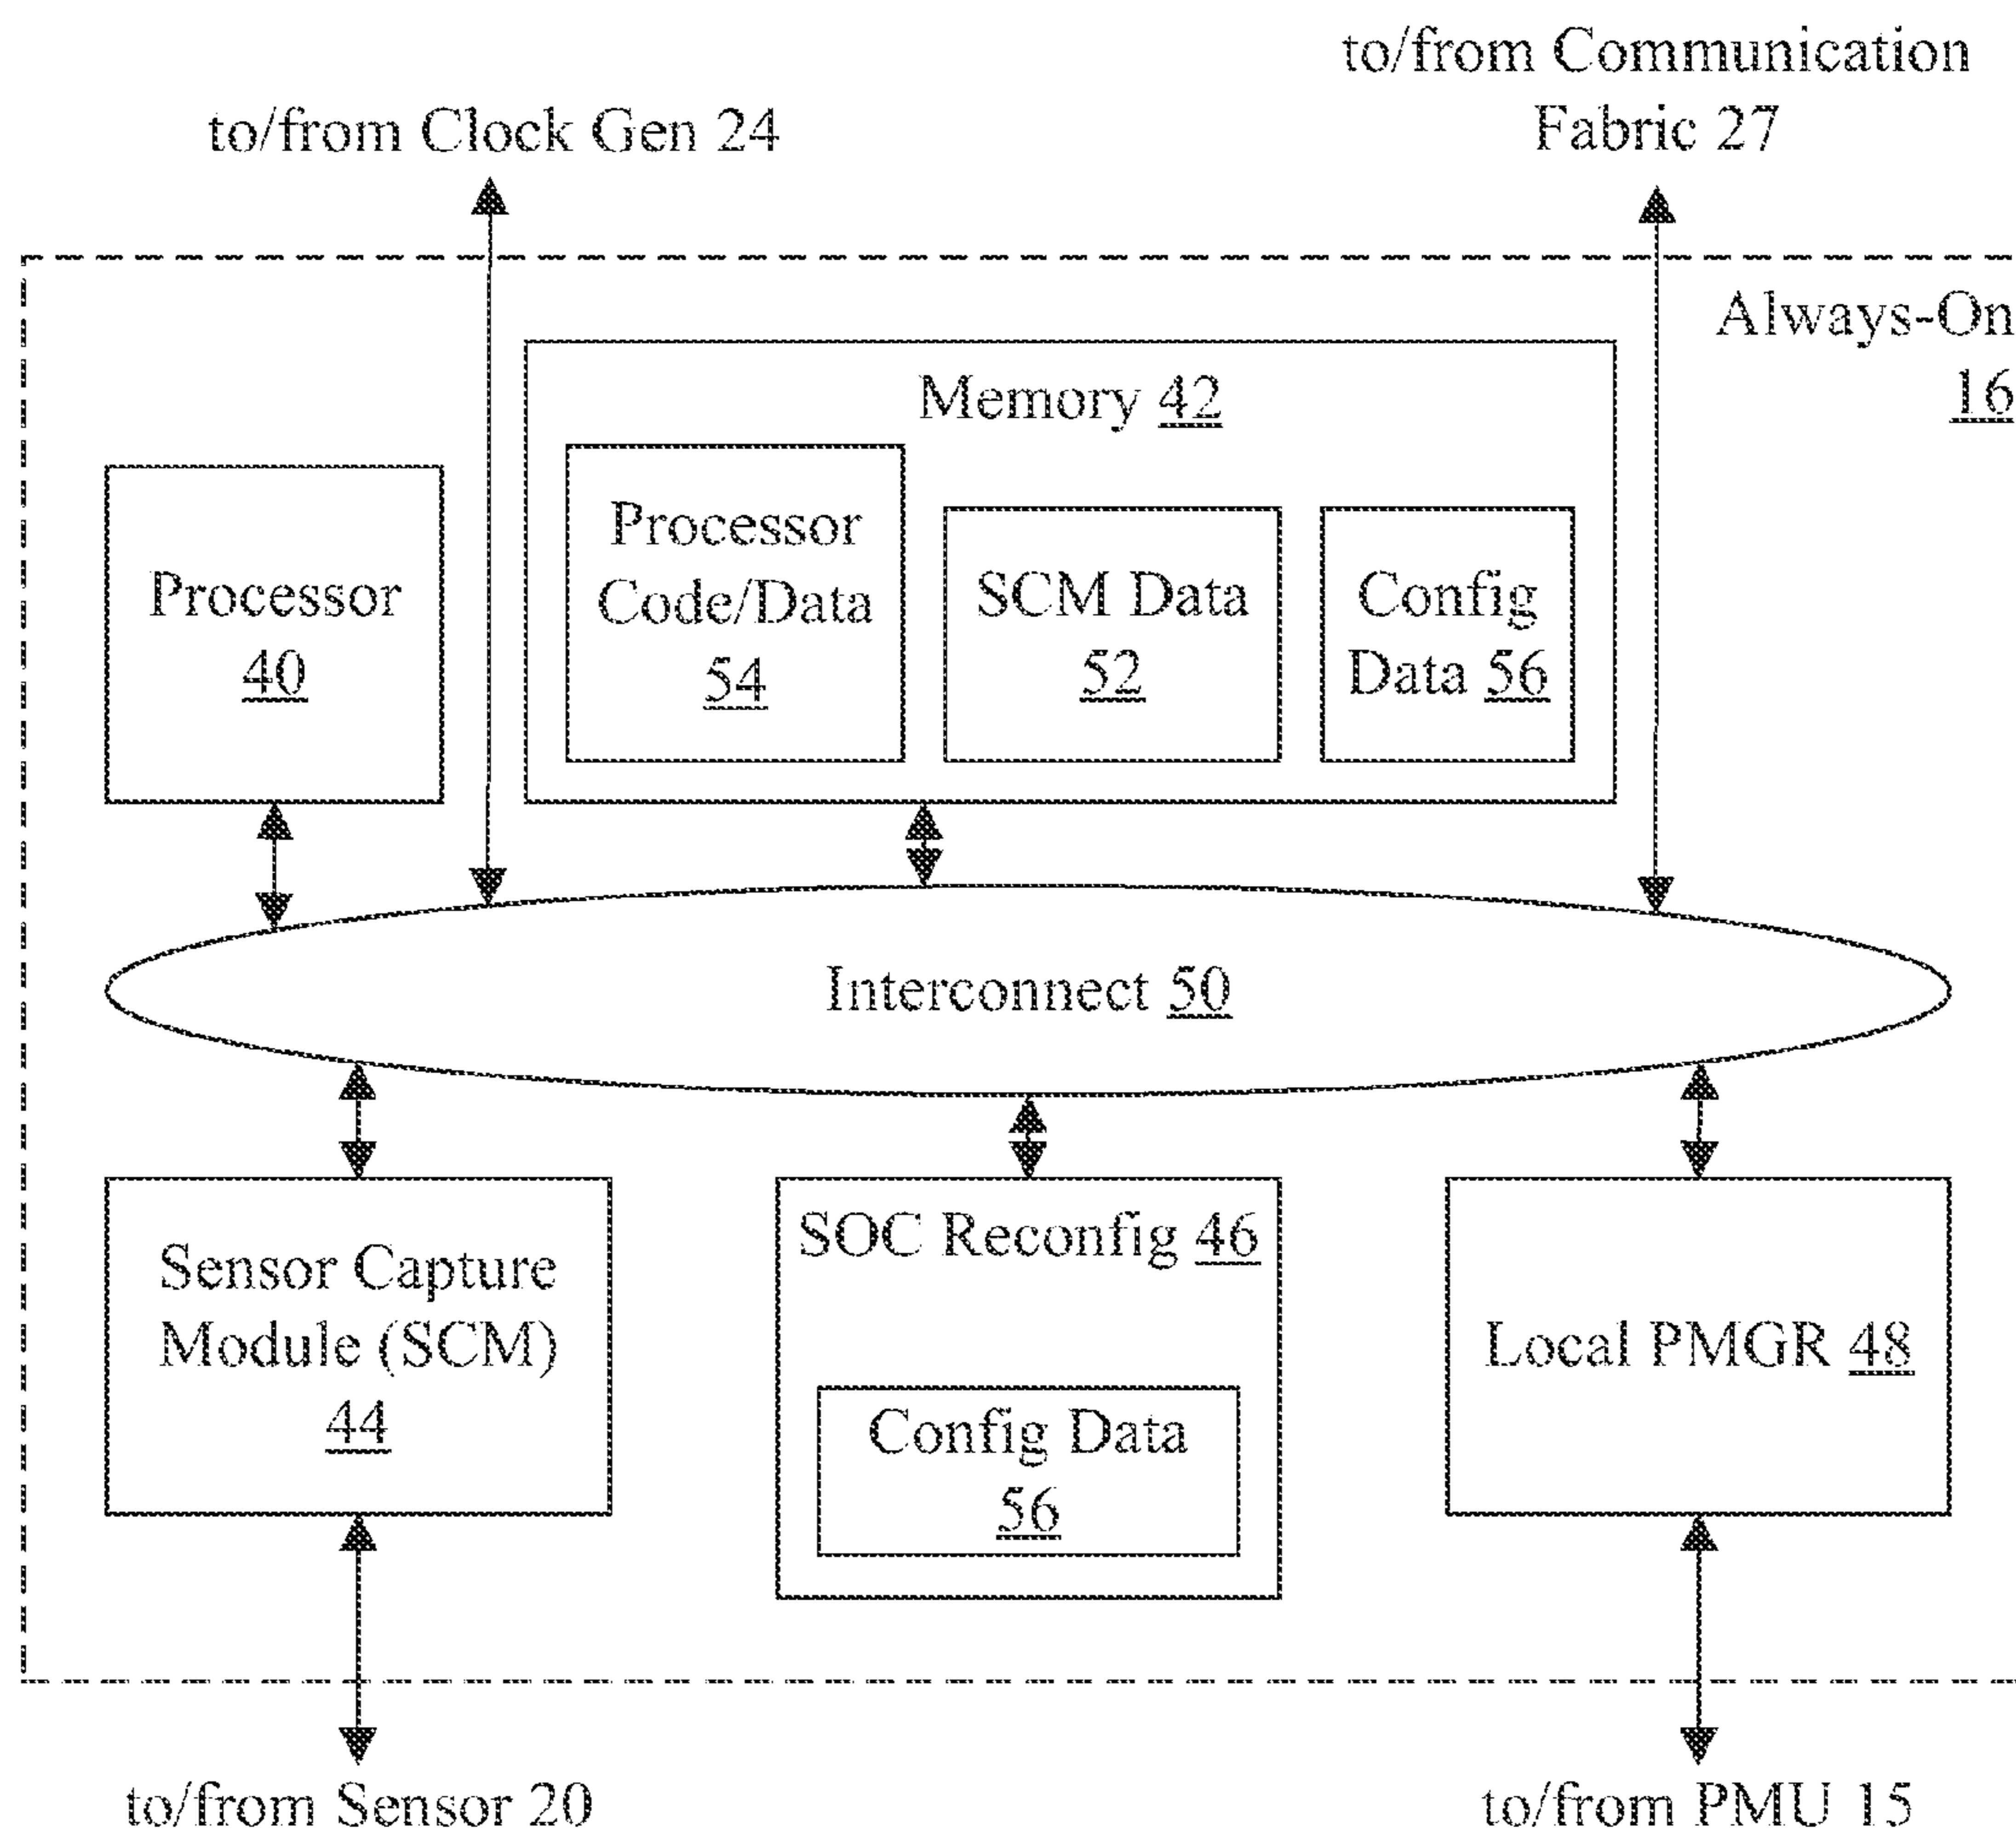 to/from Communication
Fabric 27
to/from Clock Gen 24
Always-On
16
Memory 42
Processor
40
Processor
Code/Data
54
SCM Data
52
Config
Data 56
Interconnect 50
Sensor Capture
Module (SCM)
44
SOC Reconfig 46
Config Data
56
Local PMGR 48
to/from Sensor 20
to/from PMU 15